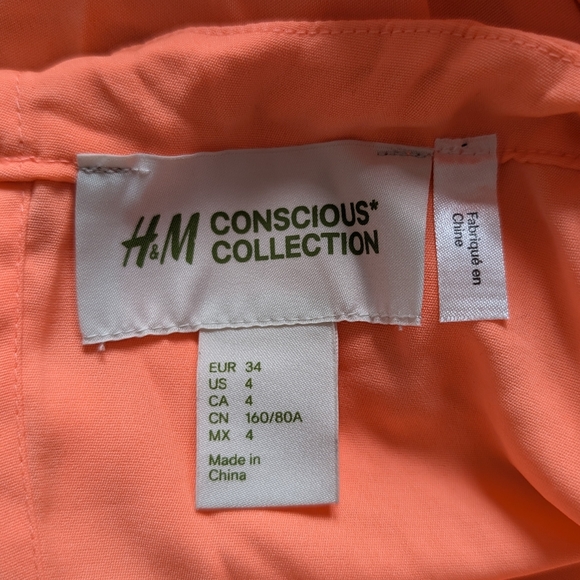 H&M CONSCIOUS*
COLLECTION
Fabriqué en
Chine
EUR 34
US 4
CA 4
CN 160/80A
MX 4
Made in
China